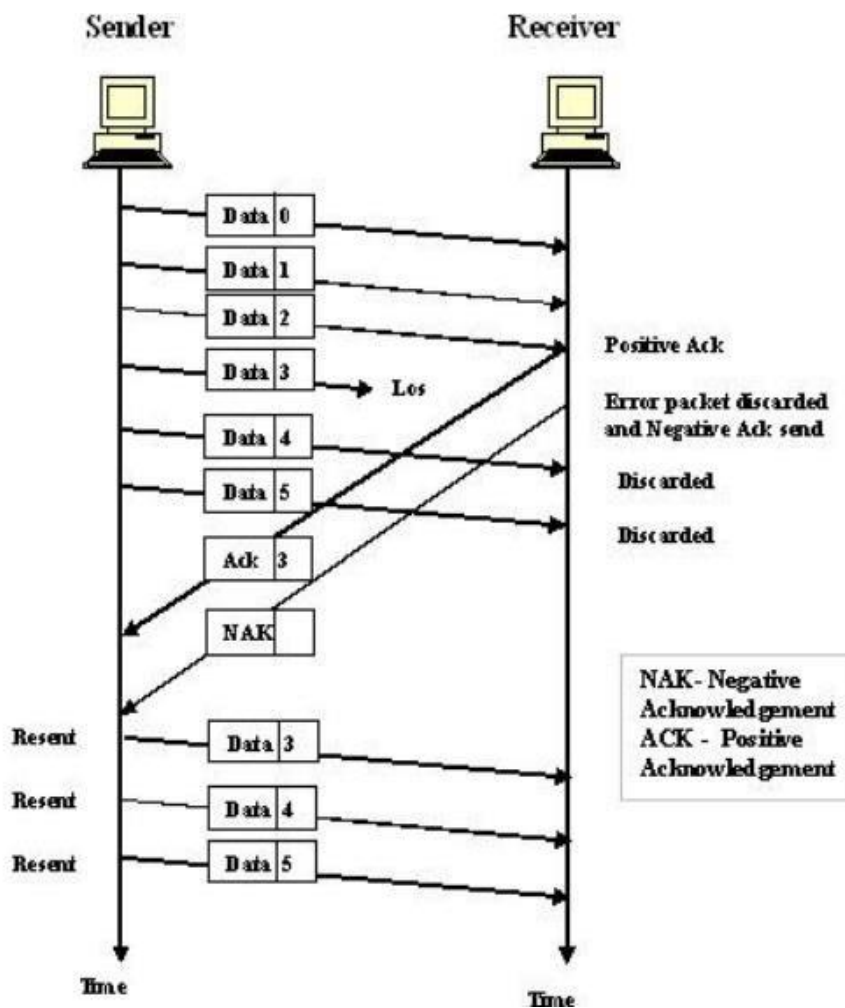 Sender
Receiver
Data 0
Data 1
Data 2
Positive Ack
Data 3
Los
Error packet discarded
and Negative Ack send
Data 4
Discarded
Data 5
Discarded
Ack 3
NAK
NAK- Negative
Acknowledgement
ACK - Positive
Acknowledgement
Resent
Data 3
Resent
Data 4
Resent
Data 5
Time
Time